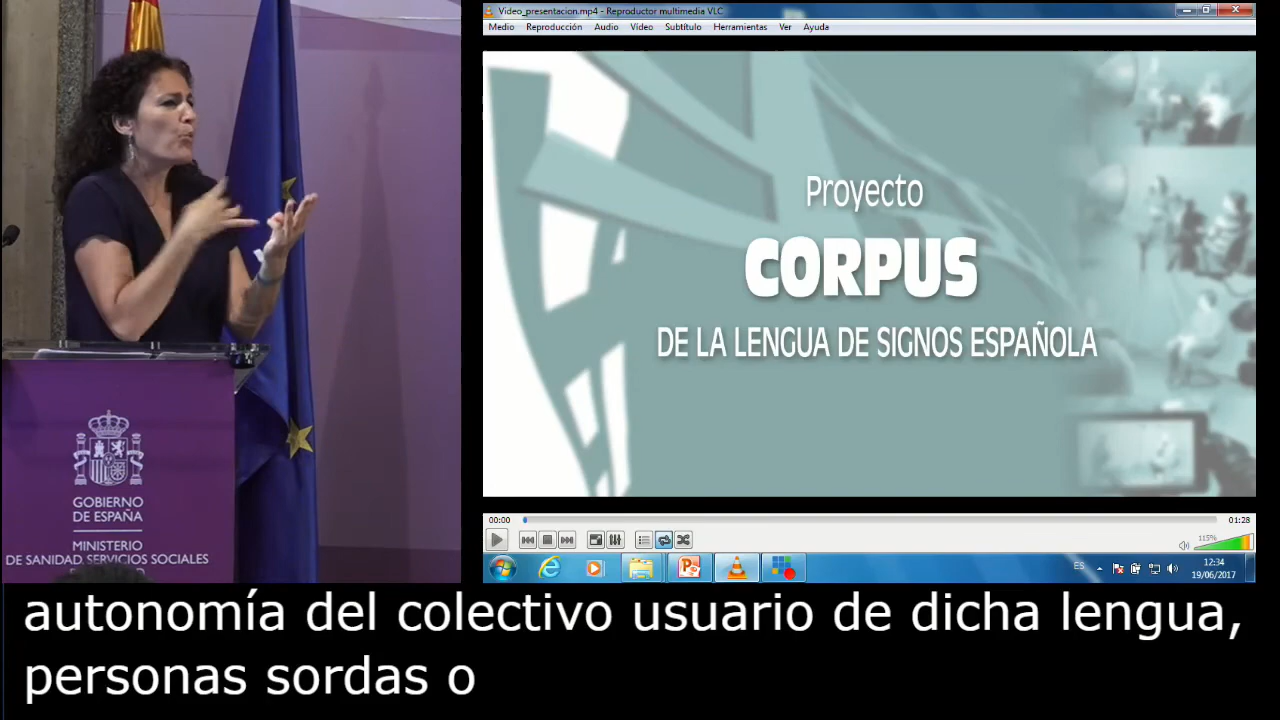 Video_presentacion.mp4 - Reproductor multimedia VLC
Medio Reproducción Audio Vídeo Subtítulo Herramientas Ver Ayuda
Proyecto
CORPUS
DE LA LENGUA DE SIGNOS ESPAÑOLA
00:00
01:28
115%
ES
12:34
19/06/2017
GOBIERNO
DE ESPAÑA
MINISTERIO
DE SANIDAD, SERVICIOS SOCIALES
autonomía del colectivo usuario de dicha lengua,
personas sordas o